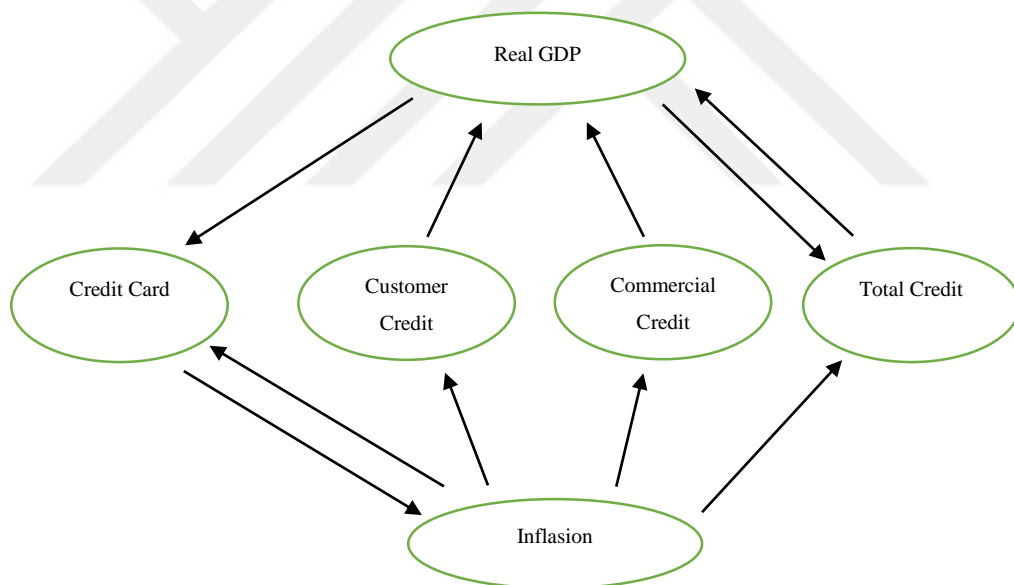 Real GDP
Credit Card
Customer
Credit
Commercial
Credit
Total Credit
Inflasion